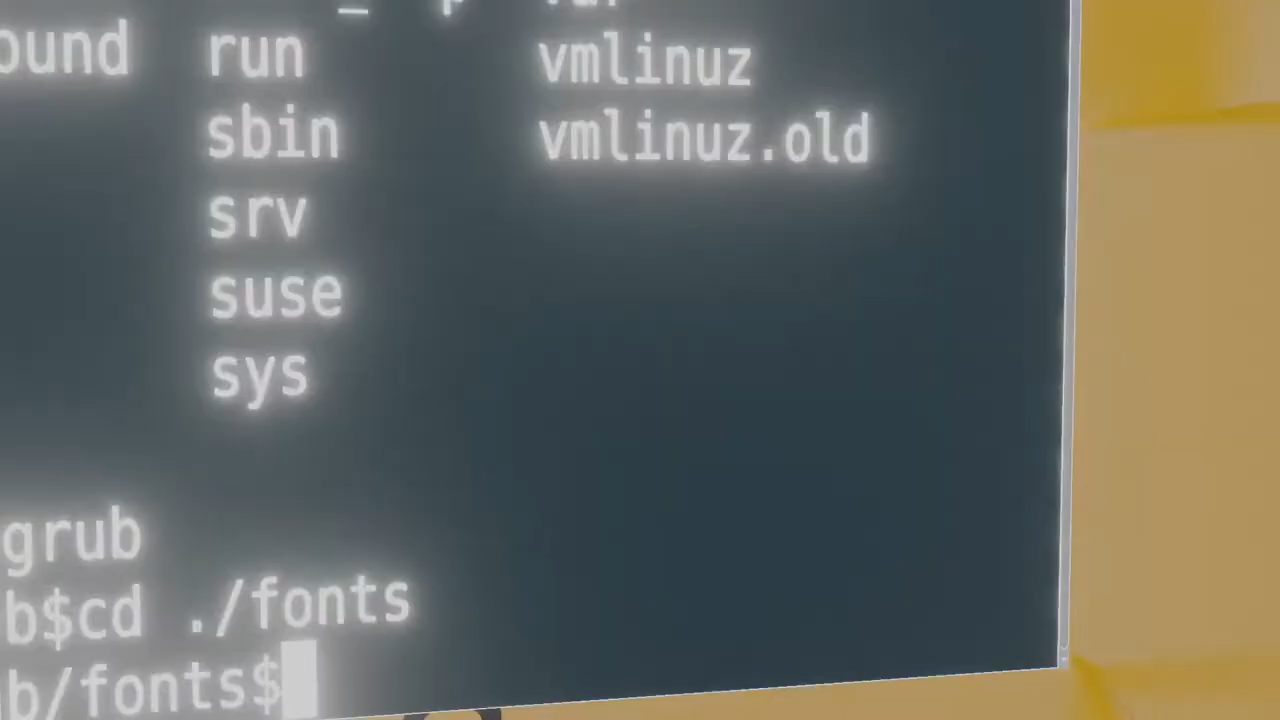 ound run vmlinuz
sbin vmlinuz.old
srv
suse
sys
grub
b$cd ./fonts
b/fonts$